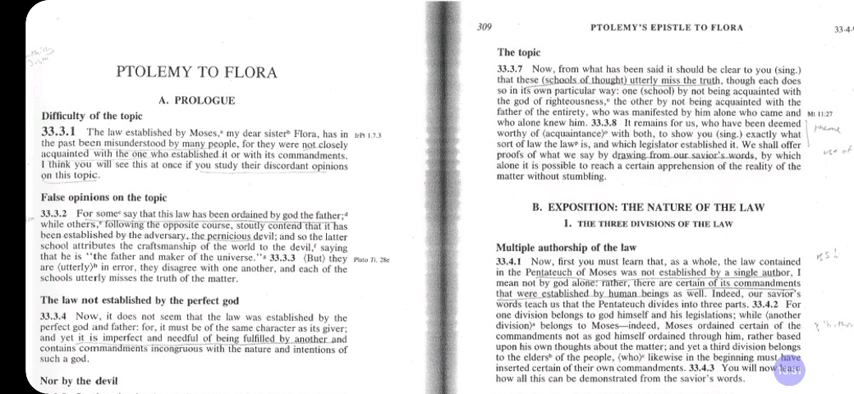 PTOLEMY TO FLORA
A. PROLOGUE
Difficulty of the topic
33.3.1 The law established by Moses,ᵃ my dear sisterᵇ Flora, has in
the past been misunderstood by many people, for they were not closely
acquainted with the one who established it or with its commandments.
I think you will see this at once if you study their discordant opinions
on this topic.
IrPt 1.7.3
False opinions on the topic
33.3.2 For someᶜ say that this law has been ordained by god the father;ᵈ
while others,ᵉ following the opposite course, stoutly contend that it has
been established by the adversary, the pernicious devil; and so the latter
school attributes the craftsmanship of the world to the devil,ᶠ saying
that he is "the father and maker of the universe."ᵍ 33.3.3 ⟨But⟩ they
are ⟨utterly⟩ʰ in error, they disagree with one another, and each of the
schools utterly misses the truth of the matter.
Plato Ti. 28e
The law not established by the perfect god
33.3.4 Now, it does not seem that the law was established by the
perfect god and father: for, it must be of the same character as its giver;
and yet it is imperfect and needful of being fulfilled by another and
contains commandments incongruous with the nature and intentions of
such a god.
Nor by the devil
309
PTOLEMY'S EPISTLE TO FLORA
33.4.
The topic
33.3.7 Now, from what has been said it should be clear to you (sing.)
that these (schools of thought) utterly miss the truth, though each does
so in its own particular way: one (school) by not being acquainted with
the god of righteousness,ᵃ the other by not being acquainted with the
father of the entirety, who was manifested by him alone who came and
who alone knew him. 33.3.8 It remains for us, who have been deemed
worthy of ⟨acquaintance⟩ᵇ with both, to show you (sing.) exactly what
sort of law the lawᵃ is, and which legislator established it. We shall offer
proofs of what we say by drawing from our savior's words, by which
alone it is possible to reach a certain apprehension of the reality of the
matter without stumbling.
Mt 11:27
B. EXPOSITION: THE NATURE OF THE LAW
1. THE THREE DIVISIONS OF THE LAW
Multiple authorship of the law
33.4.1 Now, first you must learn that, as a whole, the law contained
in the Pentateuch of Moses was not established by a single author, I
mean not by god alone: rather, there are certain of its commandments
that were established by human beings as well. Indeed, our savior's
words teach us that the Pentateuch divides into three parts. 33.4.2 For
one division belongs to god himself and his legislations; while ⟨another
division⟩ᵃ belongs to Moses—indeed, Moses ordained certain of the
commandments not as god himself ordained through him, rather based
upon his own thoughts about the matter; and yet a third division belongs
to the eldersᵇ of the people, ⟨who⟩ᶜ likewise in the beginning must have
inserted certain of their own commandments. 33.4.3 You will now learn
how all this can be demonstrated from the savior's words.